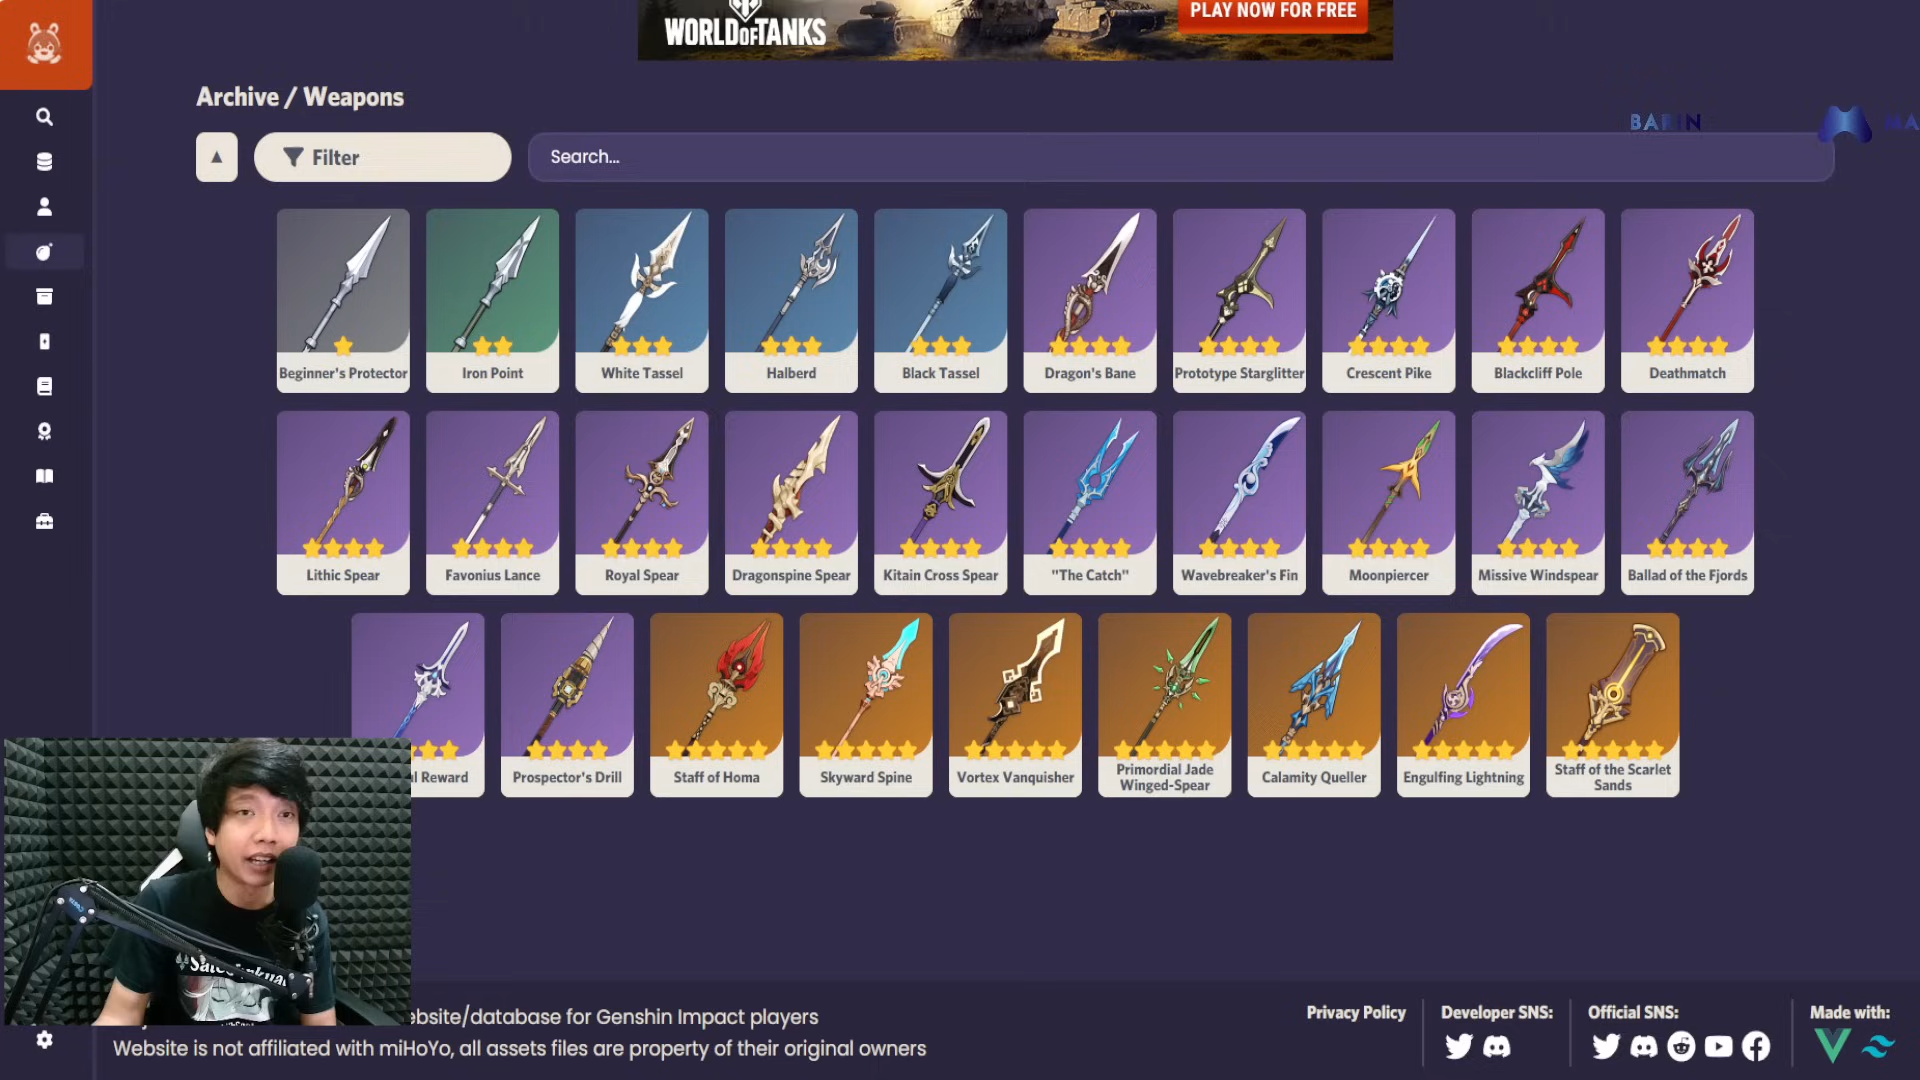 WORLD OF TANKS
PLAY NOW FOR FREE
Archive / Weapons
Filter
Search...
Beginner's Protector
Iron Point
White Tassel
Halberd
Black Tassel
Dragon's Bane
Prototype Starglitter
Crescent Pike
Blackcliff Pole
Deathmatch
Lithic Spear
Favonius Lance
Royal Spear
Dragonspine Spear
Kitain Cross Spear
"The Catch"
Wavebreaker's Fin
Moonpiercer
Missive Windspear
Ballad of the Fjords
Reward
Prospector's Drill
Staff of Homa
Skyward Spine
Vortex Vanquisher
Primordial Jade
Winged-Spear
Calamity Queller
Engulfing Lightning
Staff of the Scarlet
Sands
ebsite/database for Genshin Impact players
Website is not affiliated with miHoYo, all assets files are property of their original owners
Privacy Policy
Developer SNS:
Official SNS:
Made with: